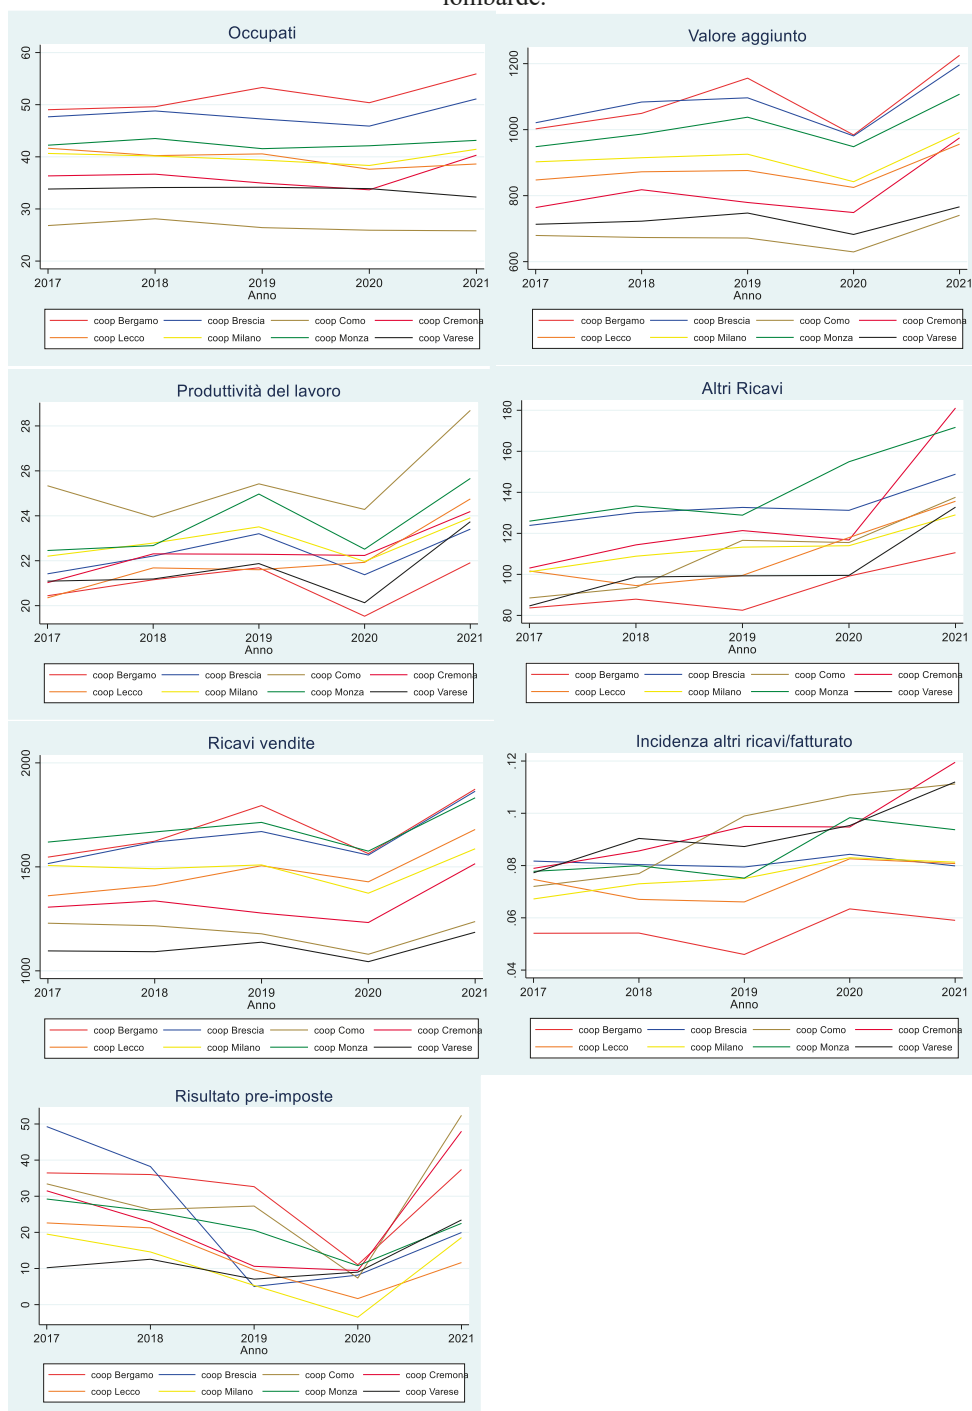 lombarde.
Occupati
60
50
40
30
20
2017 2018 2019 2020 2021
Anno
coop Bergamo coop Brescia coop Como coop Cremona
coop Lecco coop Milano coop Monza coop Varese
Valore aggiunto
1200
1000
800
600
2017 2018 2019 2020 2021
Anno
coop Bergamo coop Brescia coop Como coop Cremona
coop Lecco coop Milano coop Monza coop Varese
Produttività del lavoro
28
26
24
22
20
2017 2018 2019 2020 2021
Anno
coop Bergamo coop Brescia coop Como coop Cremona
coop Lecco coop Milano coop Monza coop Varese
Altri Ricavi
180
160
140
120
100
80
2017 2018 2019 2020 2021
Anno
coop Bergamo coop Brescia coop Como coop Cremona
coop Lecco coop Milano coop Monza coop Varese
Ricavi vendite
2000
1500
1000
2017 2018 2019 2020 2021
Anno
coop Bergamo coop Brescia coop Como coop Cremona
coop Lecco coop Milano coop Monza coop Varese
Incidenza altri ricavi/fatturato
.12
.1
.08
.06
.04
2017 2018 2019 2020 2021
Anno
coop Bergamo coop Brescia coop Como coop Cremona
coop Lecco coop Milano coop Monza coop Varese
Risultato pre-imposte
50
40
30
20
10
0
2017 2018 2019 2020 2021
Anno
coop Bergamo coop Brescia coop Como coop Cremona
coop Lecco coop Milano coop Monza coop Varese